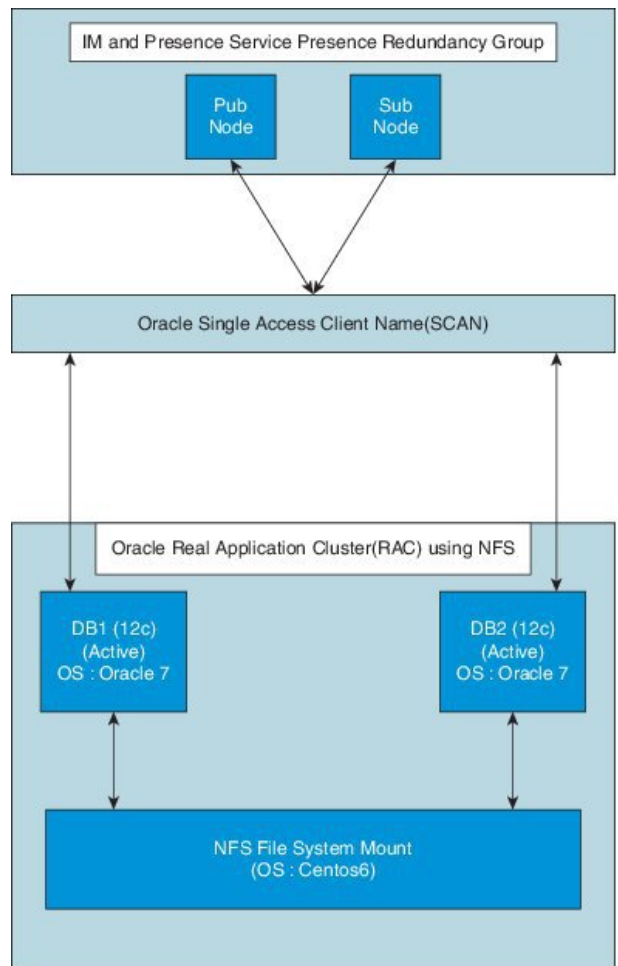 IM and Presence Service Presence Redundancy Group
Pub
Node
Sub
Node
Oracle Single Access Client Name(SCAN)
Oracle Real Application Cluster(RAC) using NFS
DB1 (12c)
(Active)
OS : Oracle 7
DB2 (12c)
(Active)
OS : Oracle 7
NFS File System Mount
(OS : Centos6)